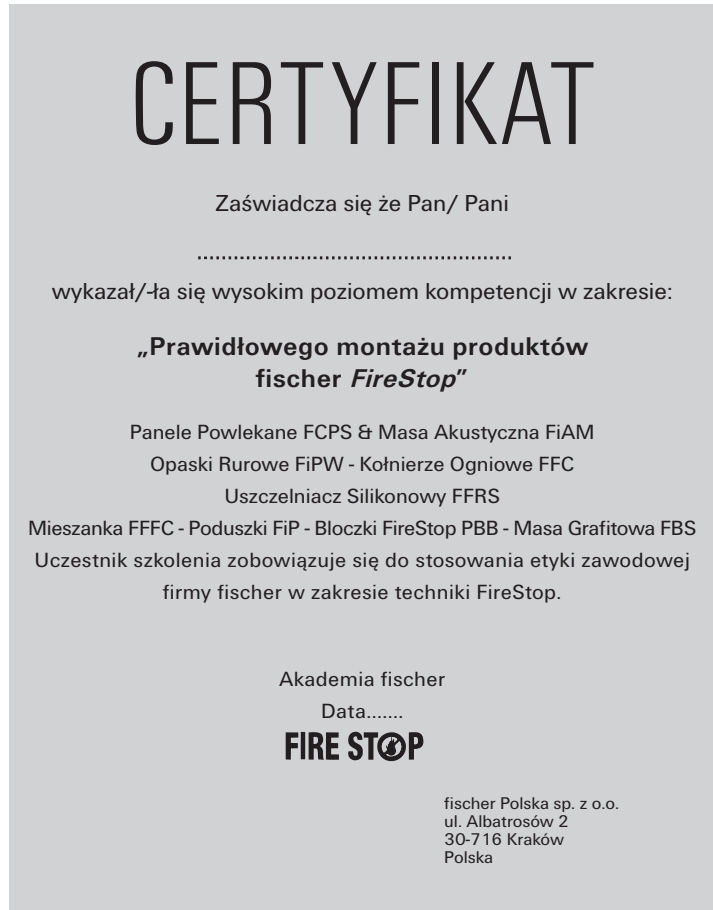 CERTYFIKAT
Zaświadcza się że Pan/ Pani
....................................................
wykazał/-ła się wysokim poziomem kompetencji w zakresie:
„Prawidłowego montażu produktów
fischer FireStop”
Panele Powlekane FCPS & Masa Akustyczna FiAM
Opaski Rurowe FiPW - Kołnierze Ogniowe FFC
Uszczelniacz Silikonowy FFRS
Mieszanka FFFC - Poduszki FiP - Bloczki FireStop PBB - Masa Grafitowa FBS
Uczestnik szkolenia zobowiązuje się do stosowania etyki zawodowej
firmy fischer w zakresie techniki FireStop.
Akademia fischer
Data.......
FIRE STOP
fischer Polska sp. z o.o.
ul. Albatrosów 2
30-716 Kraków
Polska